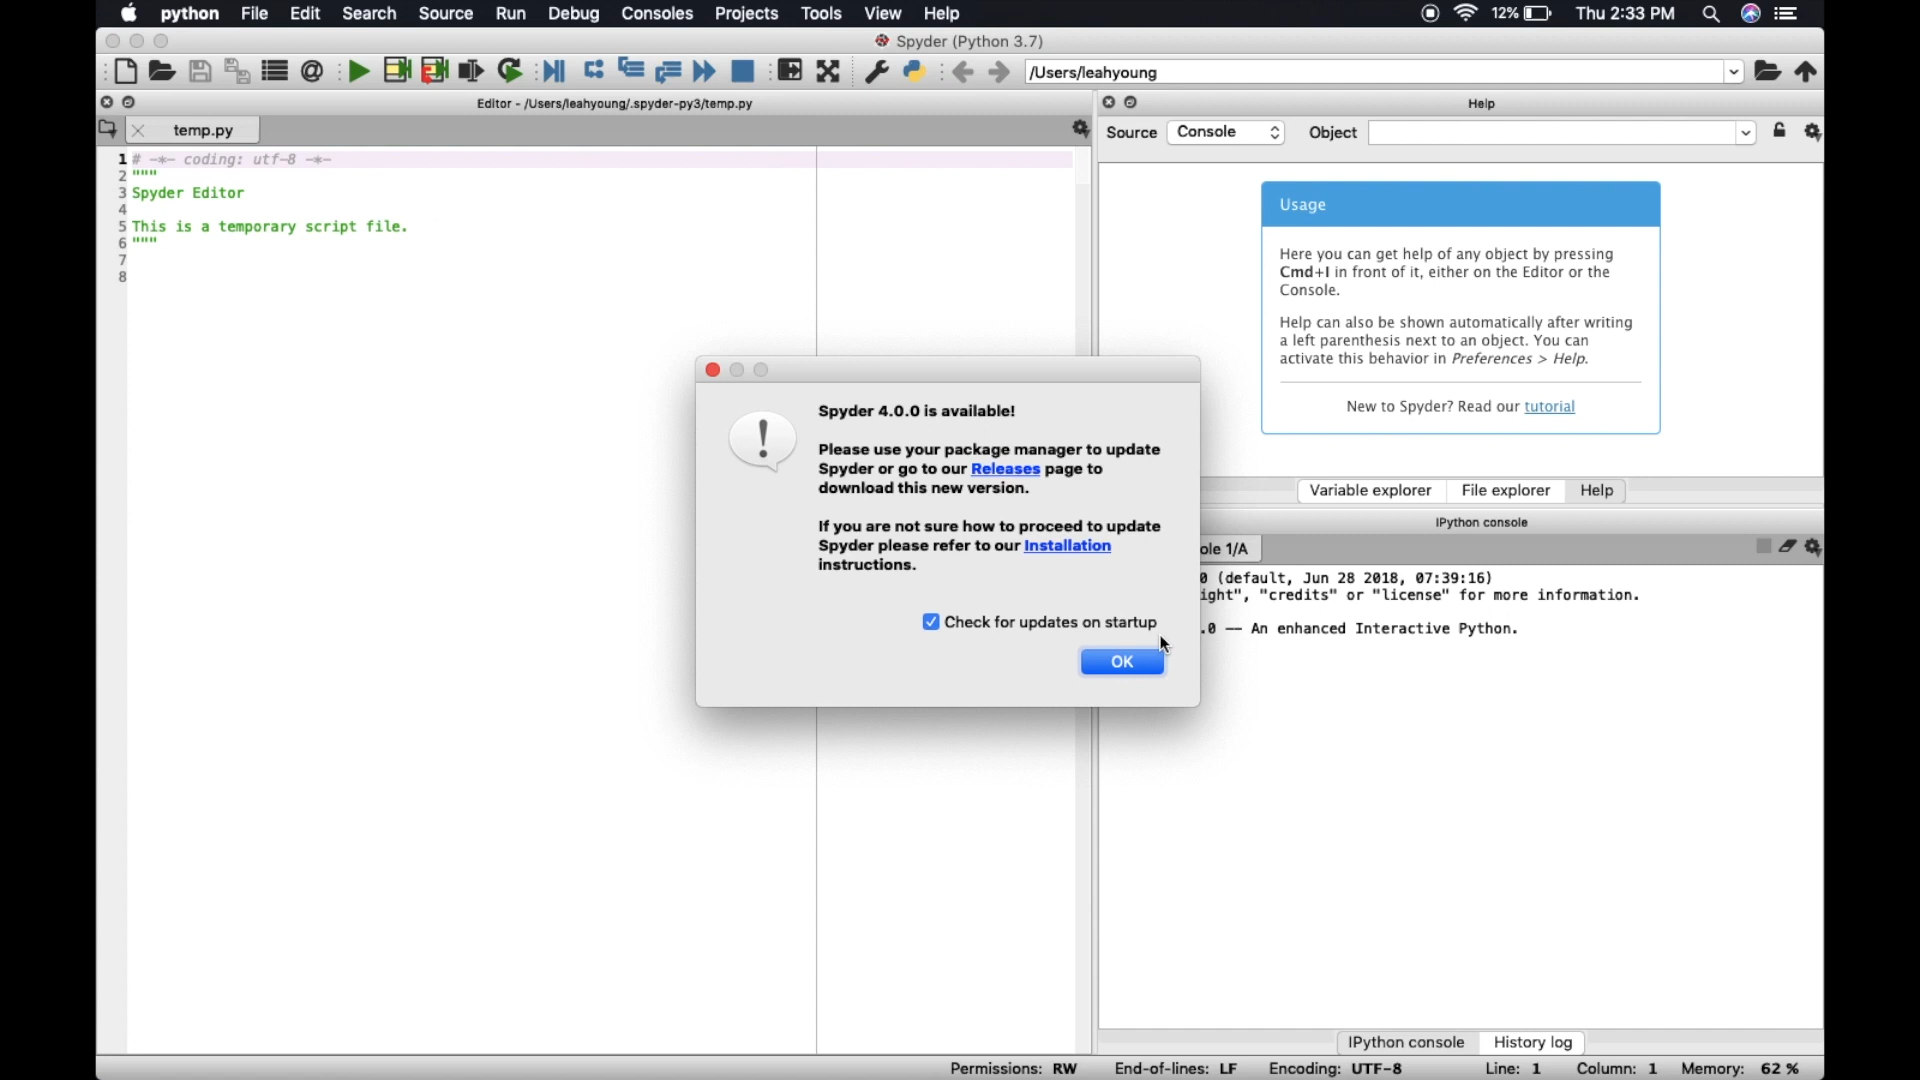 python File Edit Search Source Run Debug Consoles Projects Tools View Help
12% Thu 2:33 PM
Spyder (Python 3.7)
/Users/leahyoung
Editor - /Users/leahyoung/.spyder-py3/temp.py
temp.py
1 # -*- coding: utf-8 -*-
2 """
3 Spyder Editor
4
5 This is a temporary script file.
6 """
7
8
Help
Source Console Object
Usage
Here you can get help of any object by pressing
Cmd+I in front of it, either on the Editor or the
Console.
Help can also be shown automatically after writing
a left parenthesis next to an object. You can
activate this behavior in Preferences > Help.
New to Spyder? Read our tutorial
Variable explorer File explorer Help
Spyder 4.0.0 is available!
Please use your package manager to update
Spyder or go to our Releases page to
download this new version.
If you are not sure how to proceed to update
Spyder please refer to our Installation
instructions.
Check for updates on startup
OK
IPython console
ole 1/A
(default, Jun 28 2018, 07:39:16)
ight", "credits" or "license" for more information.
.0 -- An enhanced Interactive Python.
IPython console History log
Permissions: RW End-of-lines: LF Encoding: UTF-8 Line: 1 Column: 1 Memory: 62 %